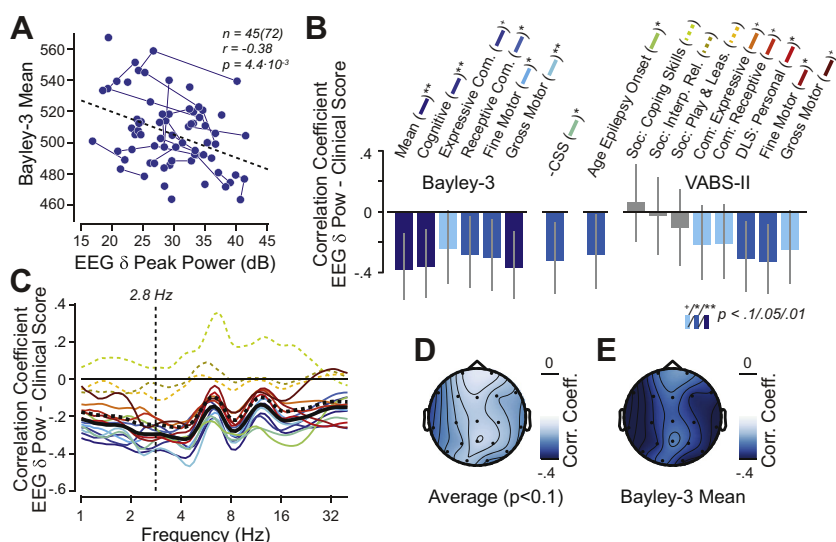 A
n = 45(72)
r = -0.38
p = 4.4·10⁻³
560
540
520
500
480
460
Bayley-3 Mean
15 20 25 30 35 40 45
EEG δ Peak Power (dB)
B
Mean ( )**
Cognitive ( )**
Expressive Com. ( )+
Receptive Com. ( )*
Fine Motor ( )*
Gross Motor ( )**
-CSS ( )*
Age Epilepsy Onset ( )*
Soc: Coping Skills ( )
Soc: Interp. Rel. ( )
Soc: Play & Leas. ( )
Com: Expressive ( )+
Com: Receptive ( )+
DLS: Personal ( )*
Fine Motor ( )*
Gross Motor ( )+
Bayley-3
VABS-II
.4
0
-.4
Correlation Coefficient
EEG δ Pow - Clinical Score
+/*/** p < .1/.05/.01
C
2.8 Hz
.4
.2
0
-.2
-.4
-.6
Correlation Coefficient
EEG δ Pow - Clinical Score
1 2 4 8 16 32
Frequency (Hz)
D
0
-.4
Corr. Coeff.
Average (p<0.1)
E
0
-.4
Corr. Coeff.
Bayley-3 Mean